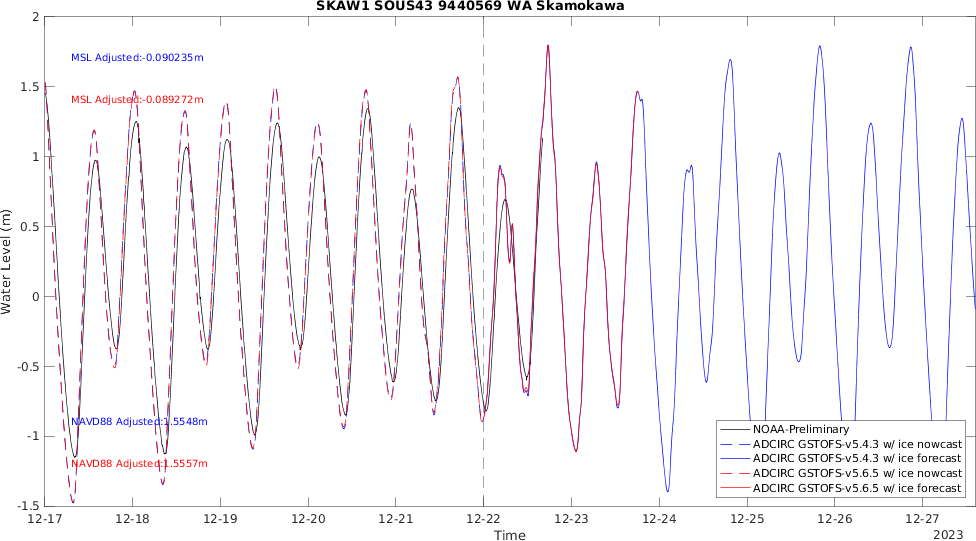 SKAW1 SOUS43 9440569 WA Skamokawa
2
1.5
1
0.5
0
-0.5
-1
-1.5
Water Level (m)
MSL Adjusted:-0.090235m
MSL Adjusted:-0.089272m
NAVD88 Adjusted:1.5548m
NAVD88 Adjusted:1.5557m
NOAA-Preliminary
ADCIRC GSTOFS-v5.4.3 w/ ice nowcast
ADCIRC GSTOFS-v5.4.3 w/ ice forecast
ADCIRC GSTOFS-v5.6.5 w/ ice nowcast
ADCIRC GSTOFS-v5.6.5 w/ ice forecast
12-17 12-18 12-19 12-20 12-21 12-22 12-23 12-24 12-25 12-26 12-27
Time
2023